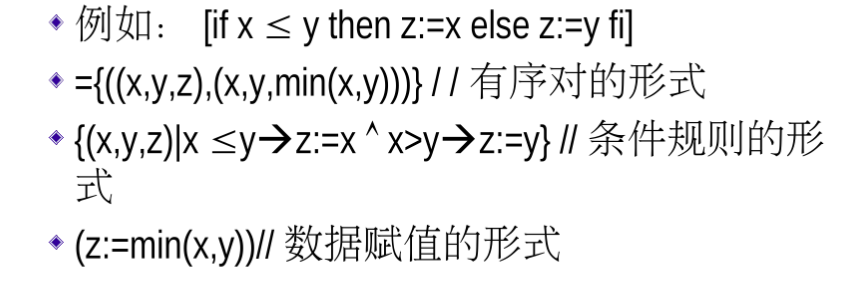 例如： [if x ≤ y then z:=x else z:=y fi]
={((x,y,z),(x,y,min(x,y)))} / / 有序对的形式
{(x,y,z)|x ≤y→z:=x ^ x>y→z:=y} // 条件规则的形
式
(z:=min(x,y))// 数据赋值的形式